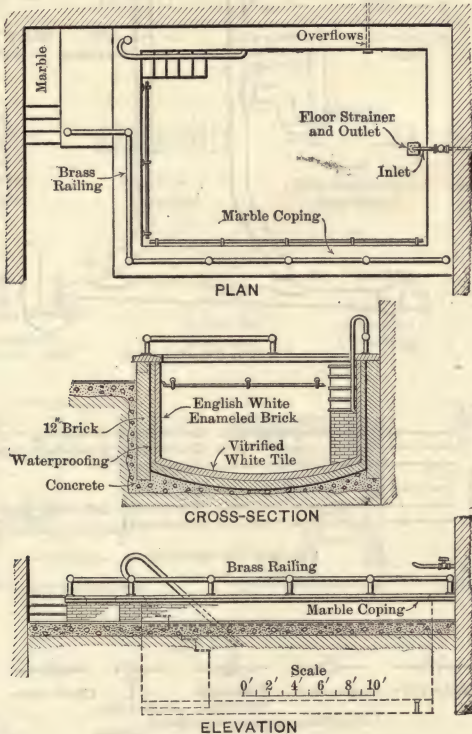 Overflows
Marble
Floor Strainer
and Outlet
Inlet
Brass
Railing
Marble Coping
PLAN
English White
Enameled Brick
12" Brick
Vitrified
White Tile
Waterproofing
Concrete
CROSS-SECTION
Brass Railing
Marble Coping
Scale
0' 2' 4' 6' 8' 10'
ELEVATION